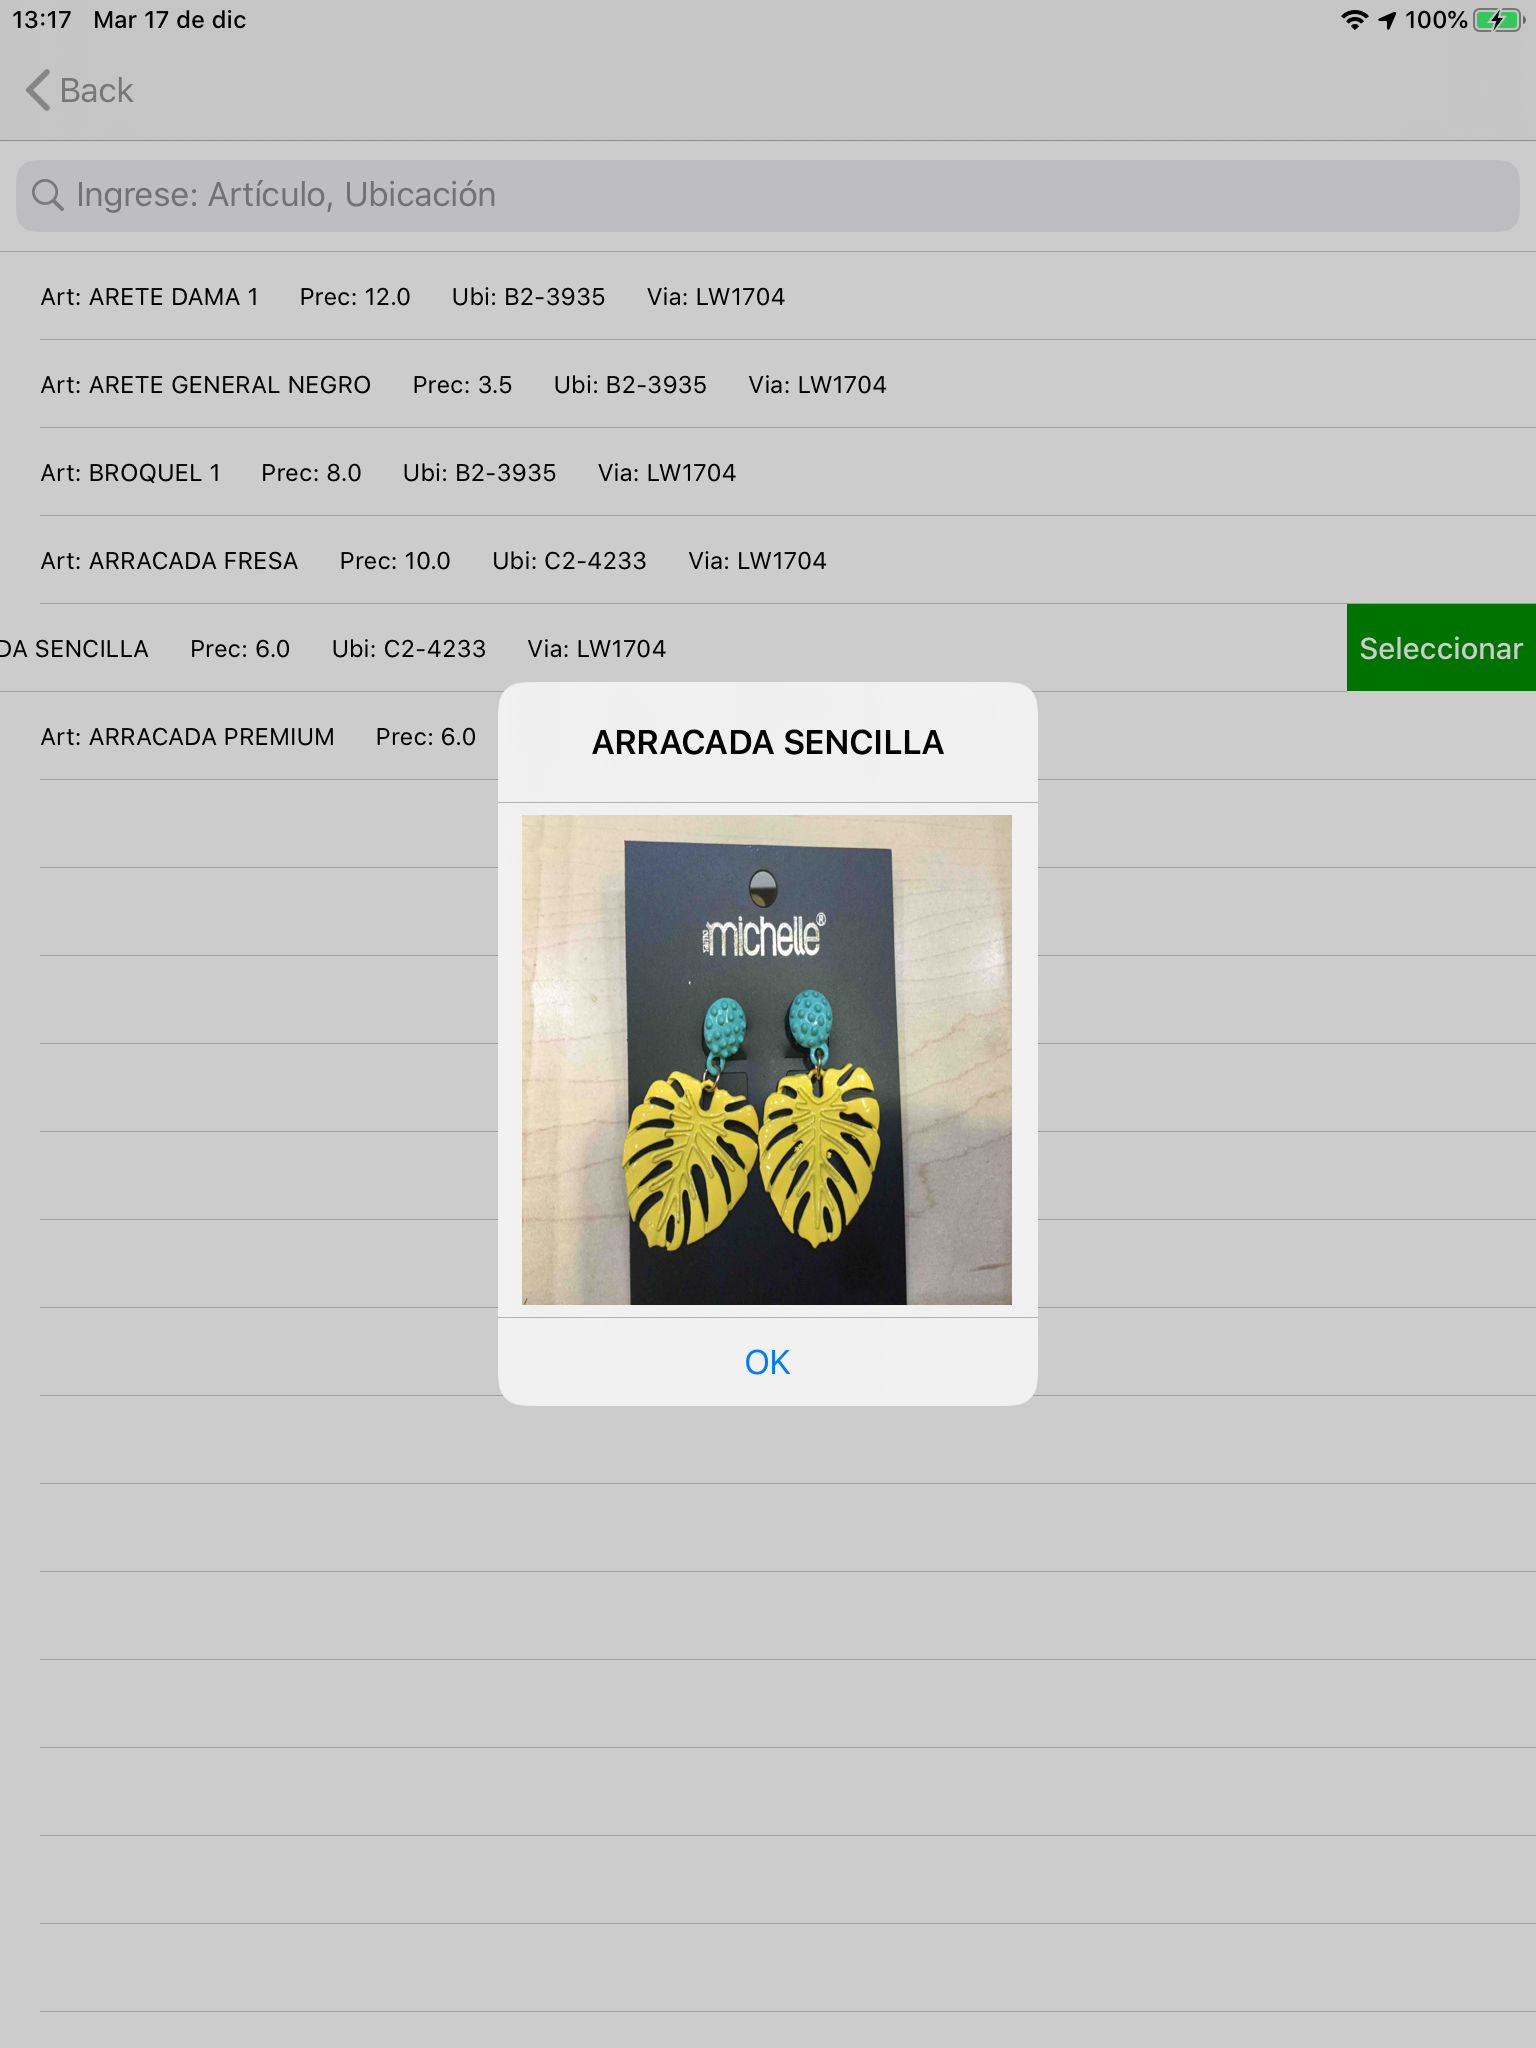 13:17 Mar 17 de dic 100%
Back
Ingrese: Artículo, Ubicación
Art: ARETE DAMA 1 Prec: 12.0 Ubi: B2-3935 Via: LW1704
Art: ARETE GENERAL NEGRO Prec: 3.5 Ubi: B2-3935 Via: LW1704
Art: BROQUEL 1 Prec: 8.0 Ubi: B2-3935 Via: LW1704
Art: ARRACADA FRESA Prec: 10.0 Ubi: C2-4233 Via: LW1704
DA SENCILLA Prec: 6.0 Ubi: C2-4233 Via: LW1704 Seleccionar
Art: ARRACADA PREMIUM Prec: 6.0
ARRACADA SENCILLA
michelle®
OK